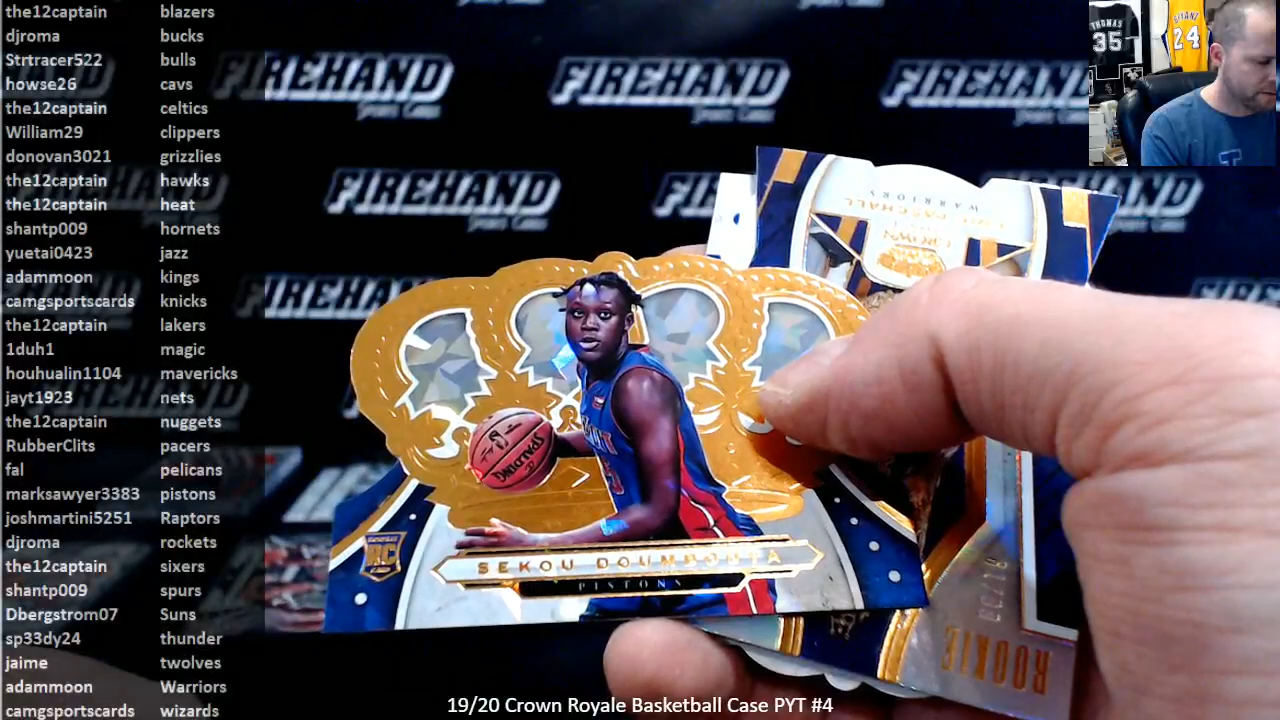 the12captain blazers
djroma bucks
Strtracer522 bulls
howse26 cavs
the12captain celtics
William29 clippers
donovan3021 grizzlies
the12captain hawks
the12captain heat
shantp009 hornets
yuetai0423 jazz
adammoon kings
camgsportscards knicks
the12captain lakers
1duh1 magic
houhualin1104 mavericks
jayt1923 nets
the12captain nuggets
RubberClits pacers
fal pelicans
marksawyer3383 pistons
joshmartini5251 Raptors
djroma rockets
the12captain sixers
shantp009 spurs
Dbergstrom07 Suns
sp33dy24 thunder
jaime twolves
adammoon Warriors
camgsportscards wizards
THOMAS
35
BRYANT
24
FIREHAND
FIREHAND
FIREHAND
FIREHAND
WARRIORS
CROWN
SPALDING
RC
SEKOU DOUMBOUYA
PISTONS
ROOKIE
19/20 Crown Royale Basketball Case PYT #4